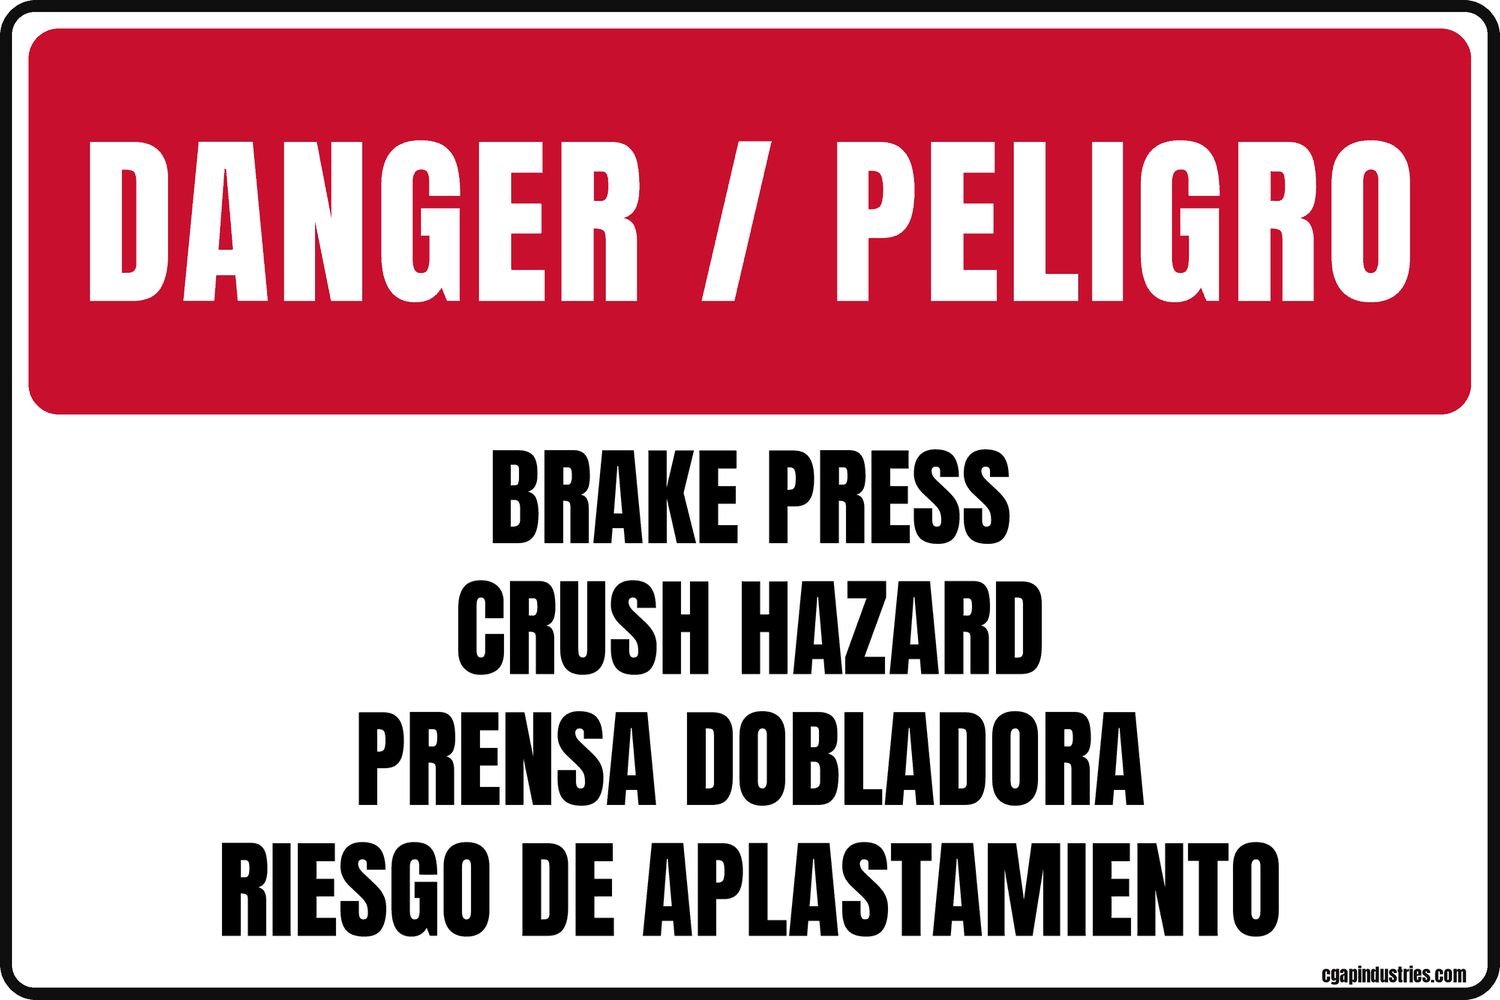 DANGER / PELIGRO
BRAKE PRESS
CRUSH HAZARD
PRENSA DOBLADORA
RIESGO DE APLASTAMIENTO
cgapindustries.com